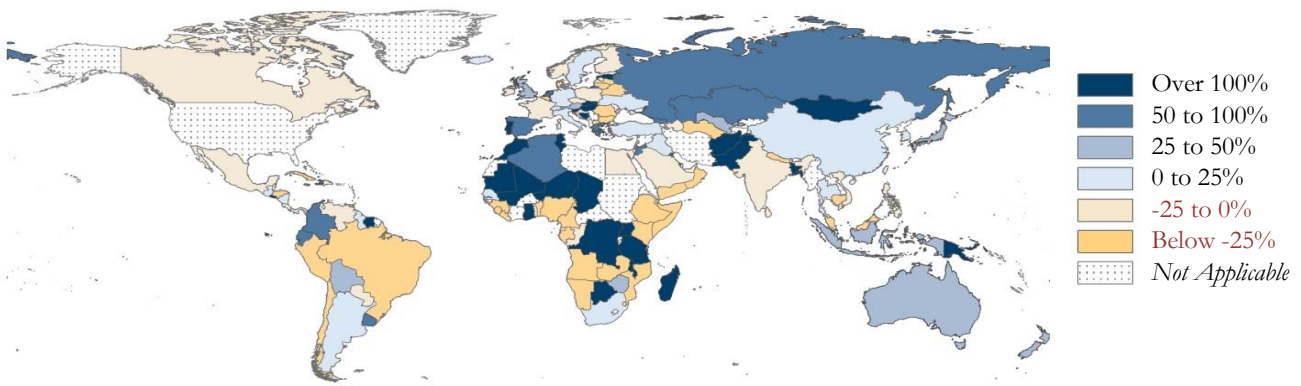 Over 100%
50 to 100%
25 to 50%
0 to 25%
-25 to 0%
Below -25%
Not Applicable